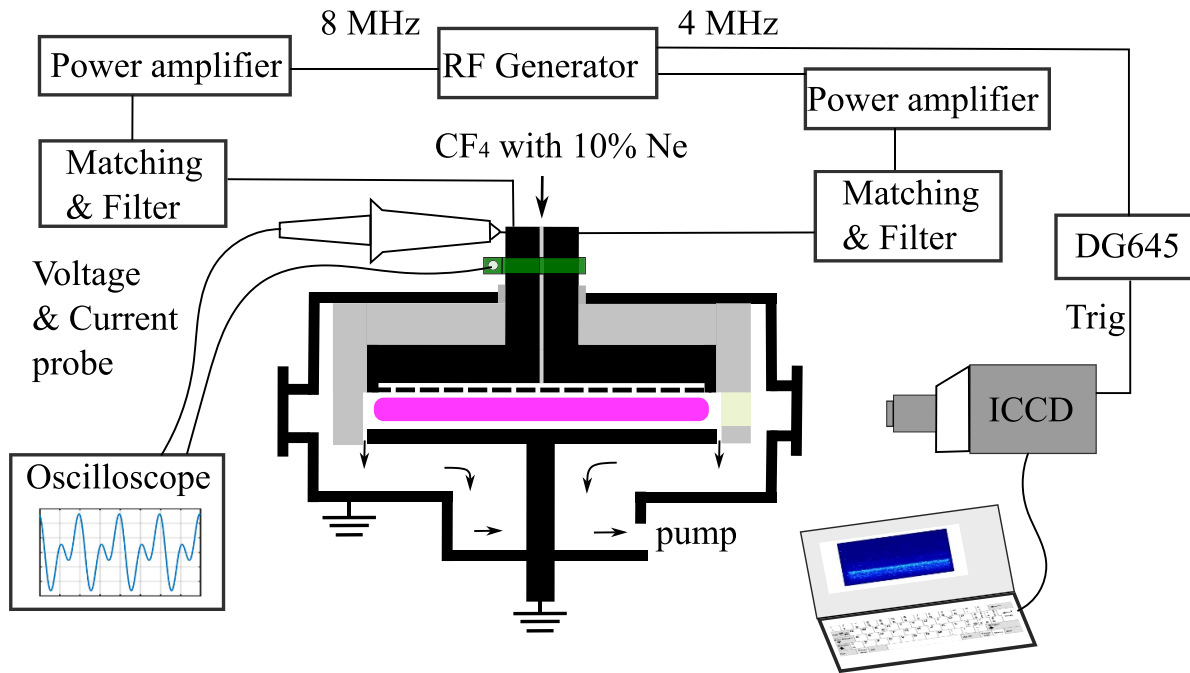 8 MHz
4 MHz
Power amplifier
RF Generator
Power amplifier
CF₄ with 10% Ne
Matching
& Filter
Matching
& Filter
DG645
Voltage
& Current
probe
Trig
ICCD
Oscilloscope
pump